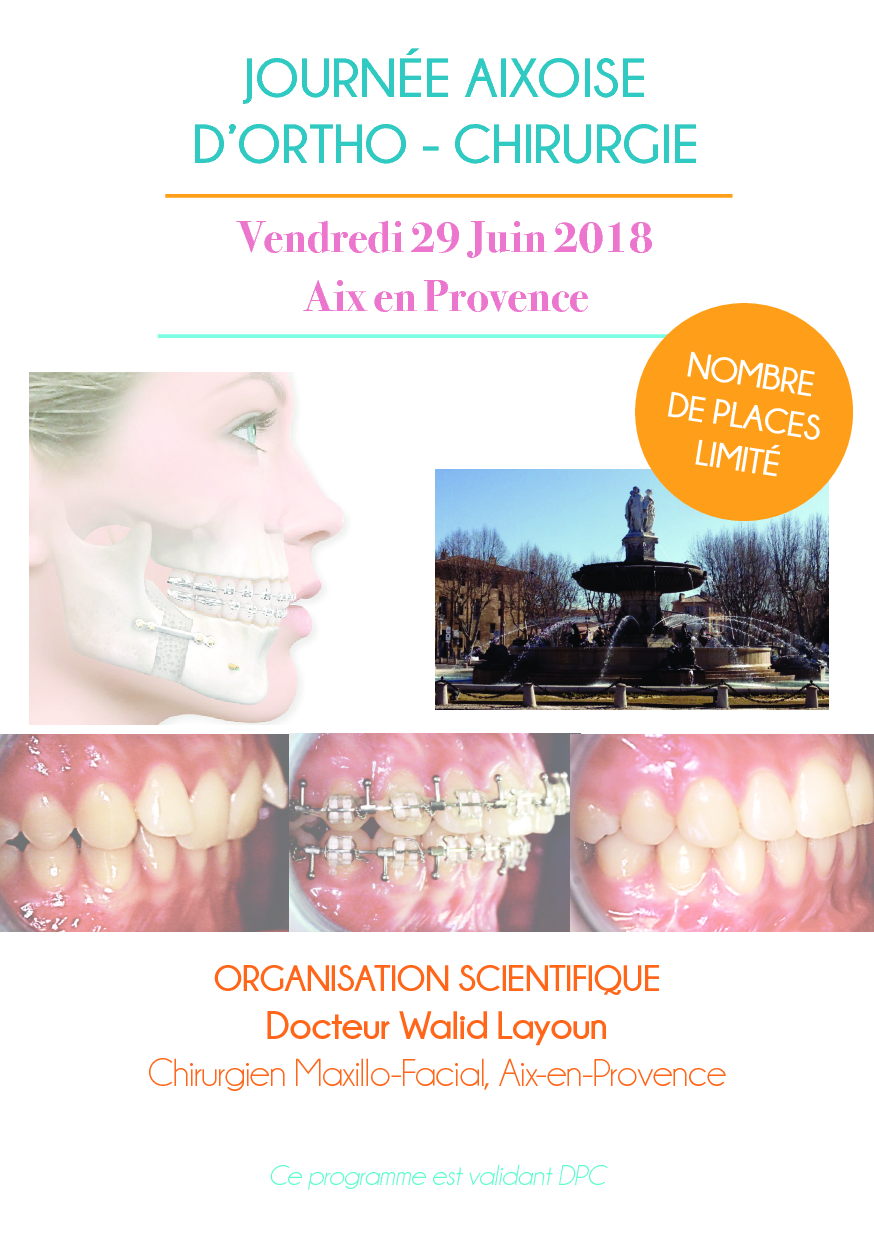 JOURNÉE AIXOISE
D'ORTHO - CHIRURGIE
Vendredi 29 Juin 2018
Aix en Provence
NOMBRE
DE PLACES
LIMITÉ
ORGANISATION SCIENTIFIQUE
Docteur Walid Layoun
Chirurgien Maxillo-Facial, Aix-en-Provence
Ce programme est validant DPC